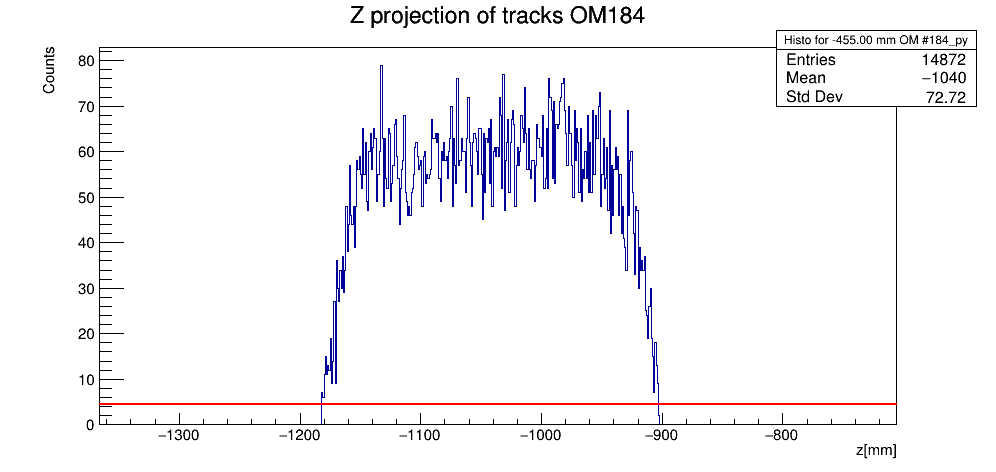 Z projection of tracks OM184
Histo for -455.00 mm OM #184_py
Entries 14872
Mean −1040
Std Dev 72.72
Counts
80
70
60
50
40
30
20
10
0
−1300 −1200 −1100 −1000 −900 −800
z[mm]